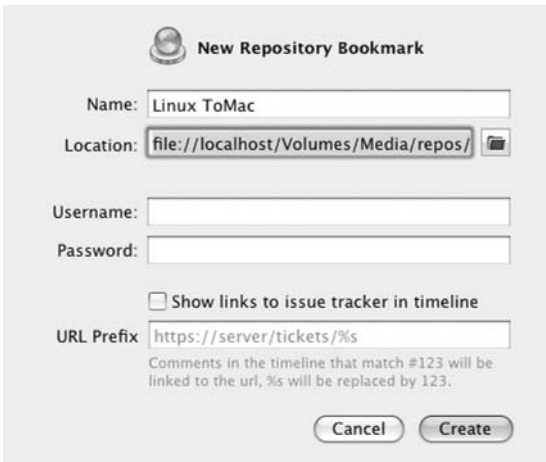 New Repository Bookmark
Name: Linux ToMac
Location: file://localhost/Volumes/Media/repos/
Username:
Password:
Show links to issue tracker in timeline
URL Prefix https://server/tickets/%s
Comments in the timeline that match #123 will be
linked to the url, %s will be replaced by 123.
Cancel Create